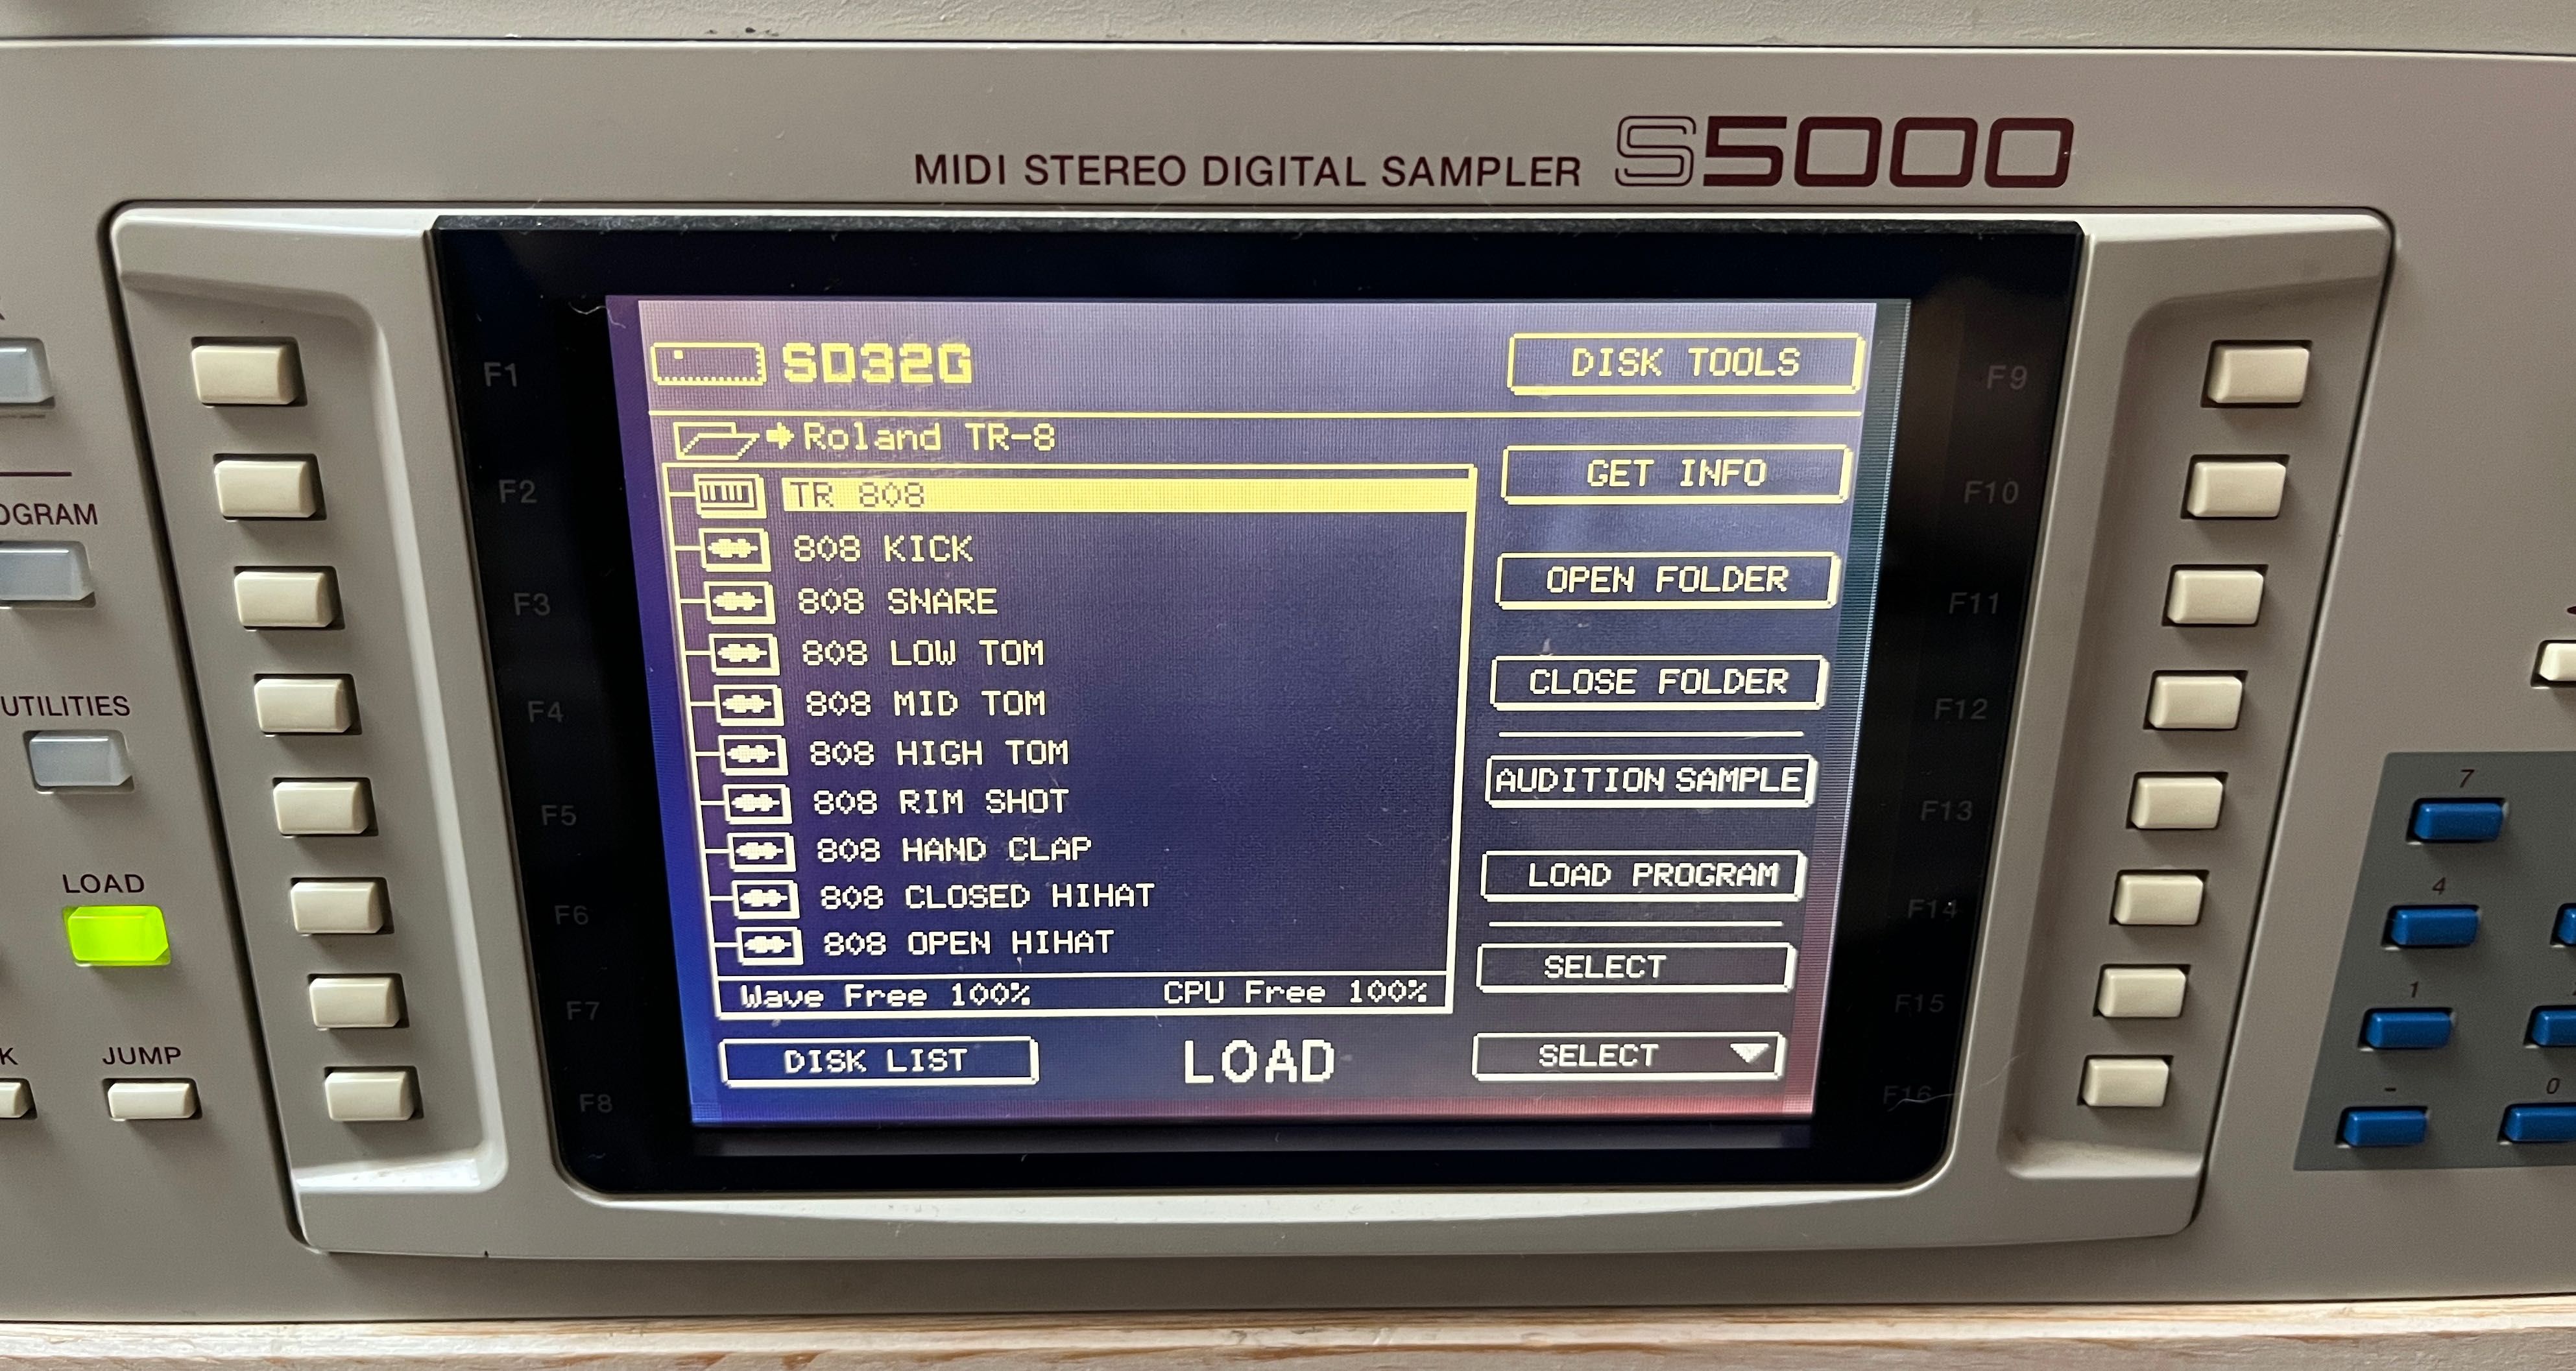 MIDI STEREO DIGITAL SAMPLER S5000
SD32G
DISK TOOLS
Roland TR-8
TR 808
808 KICK
808 SNARE
808 LOW TOM
808 MID TOM
808 HIGH TOM
808 RIM SHOT
808 HAND CLAP
808 CLOSED HIHAT
808 OPEN HIHAT
Wave Free 100% CPU Free 100%
DISK LIST
LOAD
GET INFO
OPEN FOLDER
CLOSE FOLDER
AUDITION SAMPLE
LOAD PROGRAM
SELECT
SELECT
F1
F2
F3
F4
F5
F6
F7
F8
F9
F10
F11
F12
F13
F14
F15
F16
UTILITIES
LOAD
JUMP
7
4
1
-
0